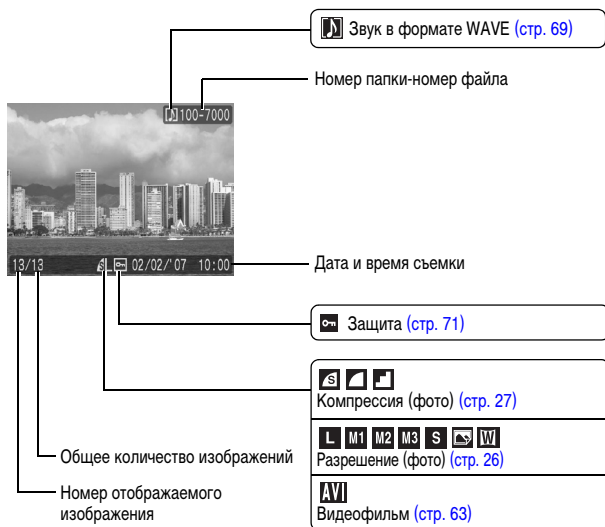 Звук в формате WAVE (стр. 69)
Номер папки-номер файла
100-7000
13/13 S L 02/02/'07 10:00
Дата и время съемки
Защита (стр. 71)
S
Компрессия (фото) (стр. 27)
L M1 M2 M3 S W
Разрешение (фото) (стр. 26)
AVI
Видеофильм (стр. 63)
Общее количество изображений
Номер отображаемого
изображения